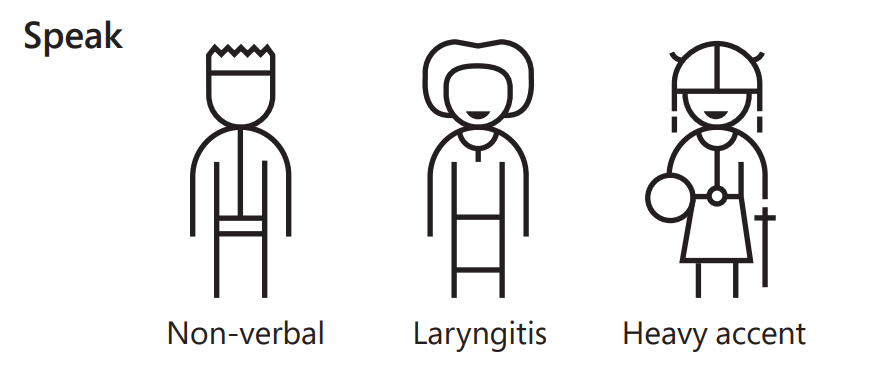 Speak
Non-verbal
Laryngitis
Heavy accent